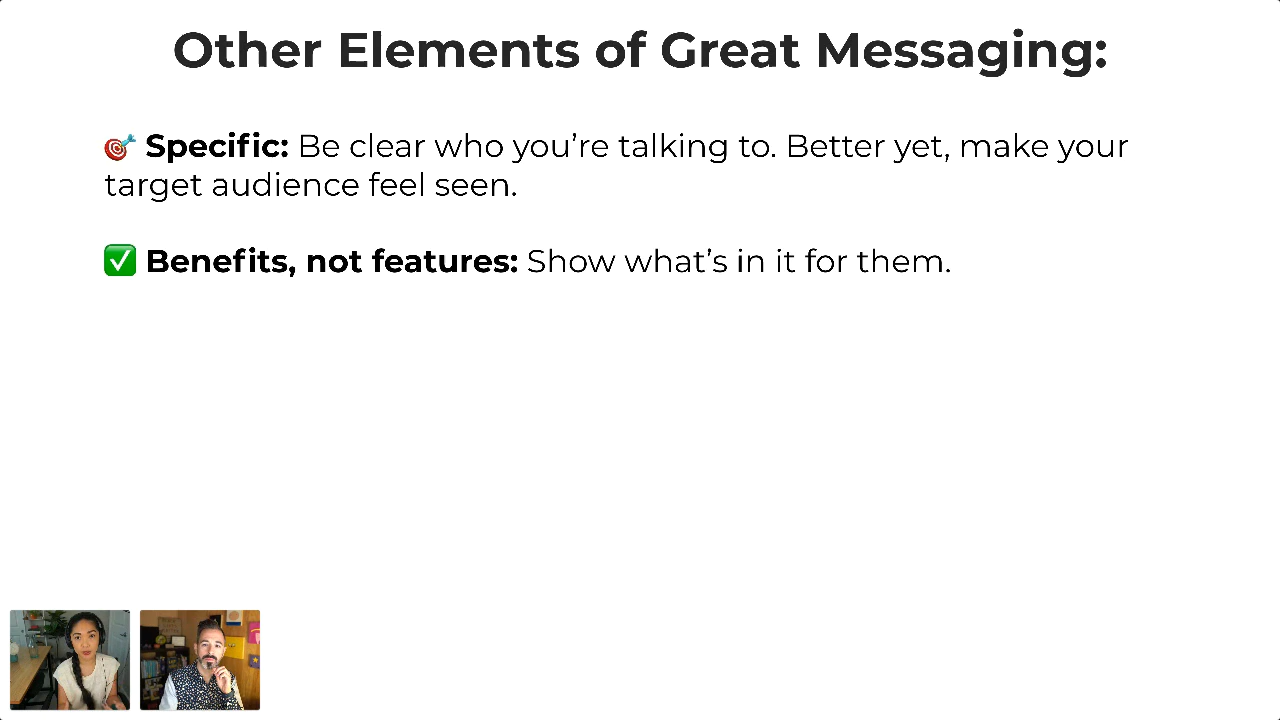 Other Elements of Great Messaging:
🎯 Specific: Be clear who you’re talking to. Better yet, make your
target audience feel seen.
✅ Benefits, not features: Show what’s in it for them.